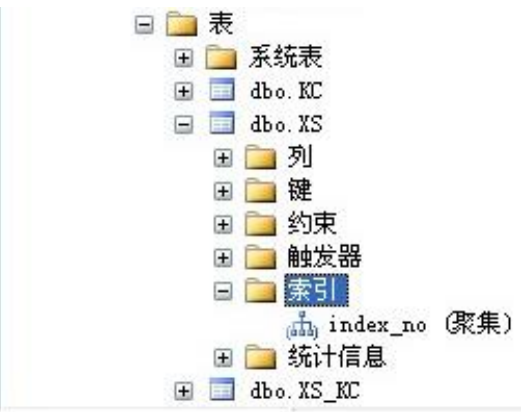 表
系统表
dbo.KC
dbo.XS
列
键
约束
触发器
索引
index_no (聚集)
统计信息
dbo.XS_KC